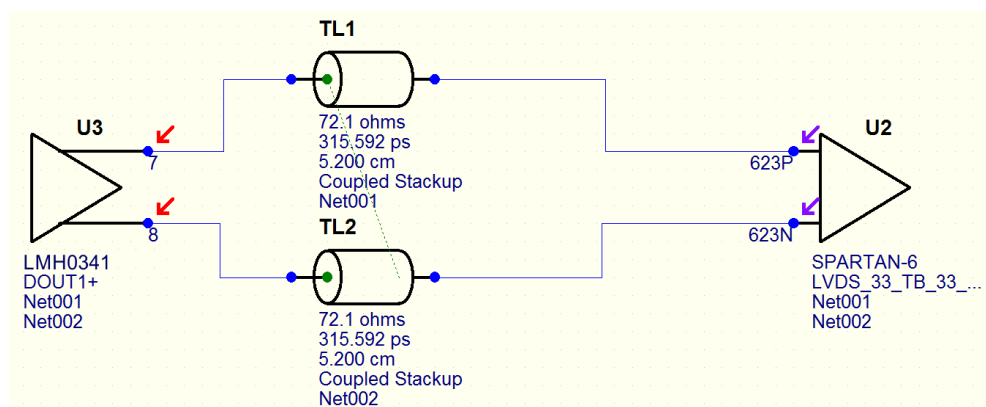 TL1
U3
U2
7
8
623P
623N
72.1 ohms
315.592 ps
5.200 cm
Coupled Stackup
Net001
TL2
72.1 ohms
315.592 ps
5.200 cm
Coupled Stackup
Net002
LMH0341
DOUT1+
Net001
Net002
SPARTAN-6
LVDS_33_TB_33_...
Net001
Net002